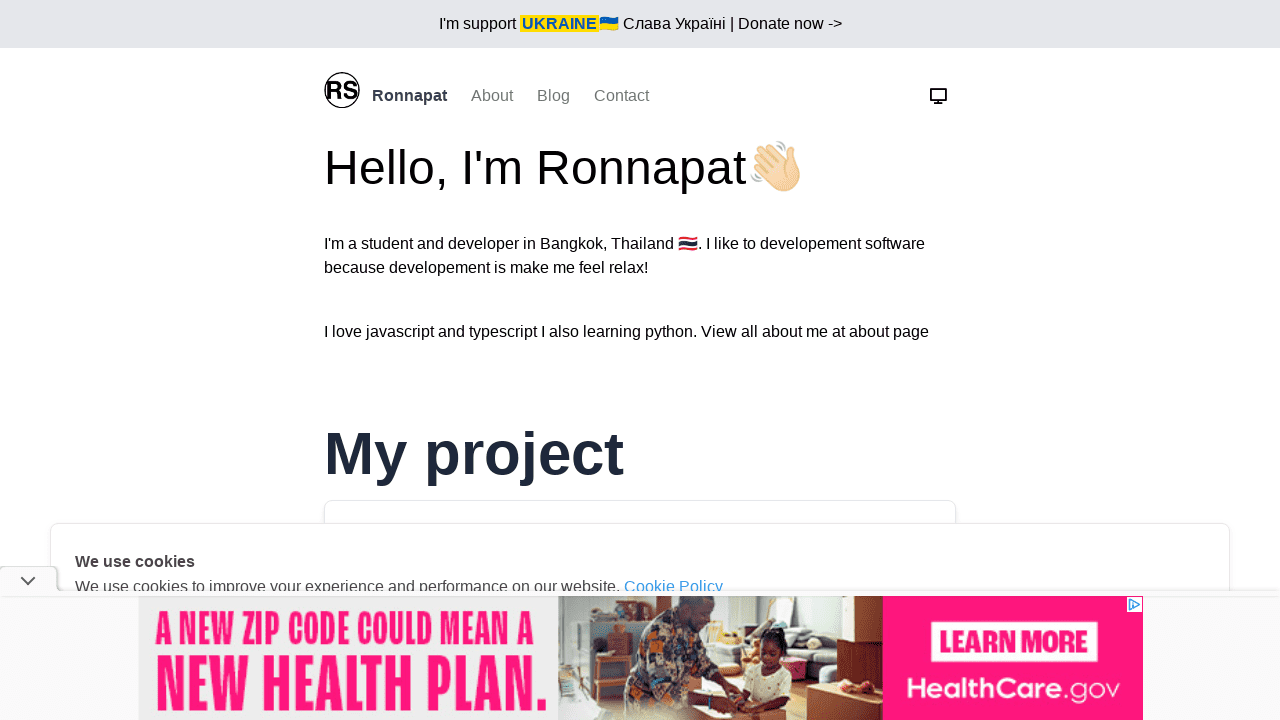 I'm support UKRAINE🇺🇦 Слава Україні | Donate now ->
RS
Ronnapat About Blog Contact
Hello, I'm Ronnapat👋🏻
I'm a student and developer in Bangkok, Thailand 🇹🇭. I like to developement software
because developement is make me feel relax!
I love javascript and typescript I also learning python. View all about me at about page
My project
We use cookies
We use cookies to improve your experience and performance on our website. Cookie Policy
A NEW ZIP CODE COULD MEAN A
NEW HEALTH PLAN.
LEARN MORE
HealthCare.gov